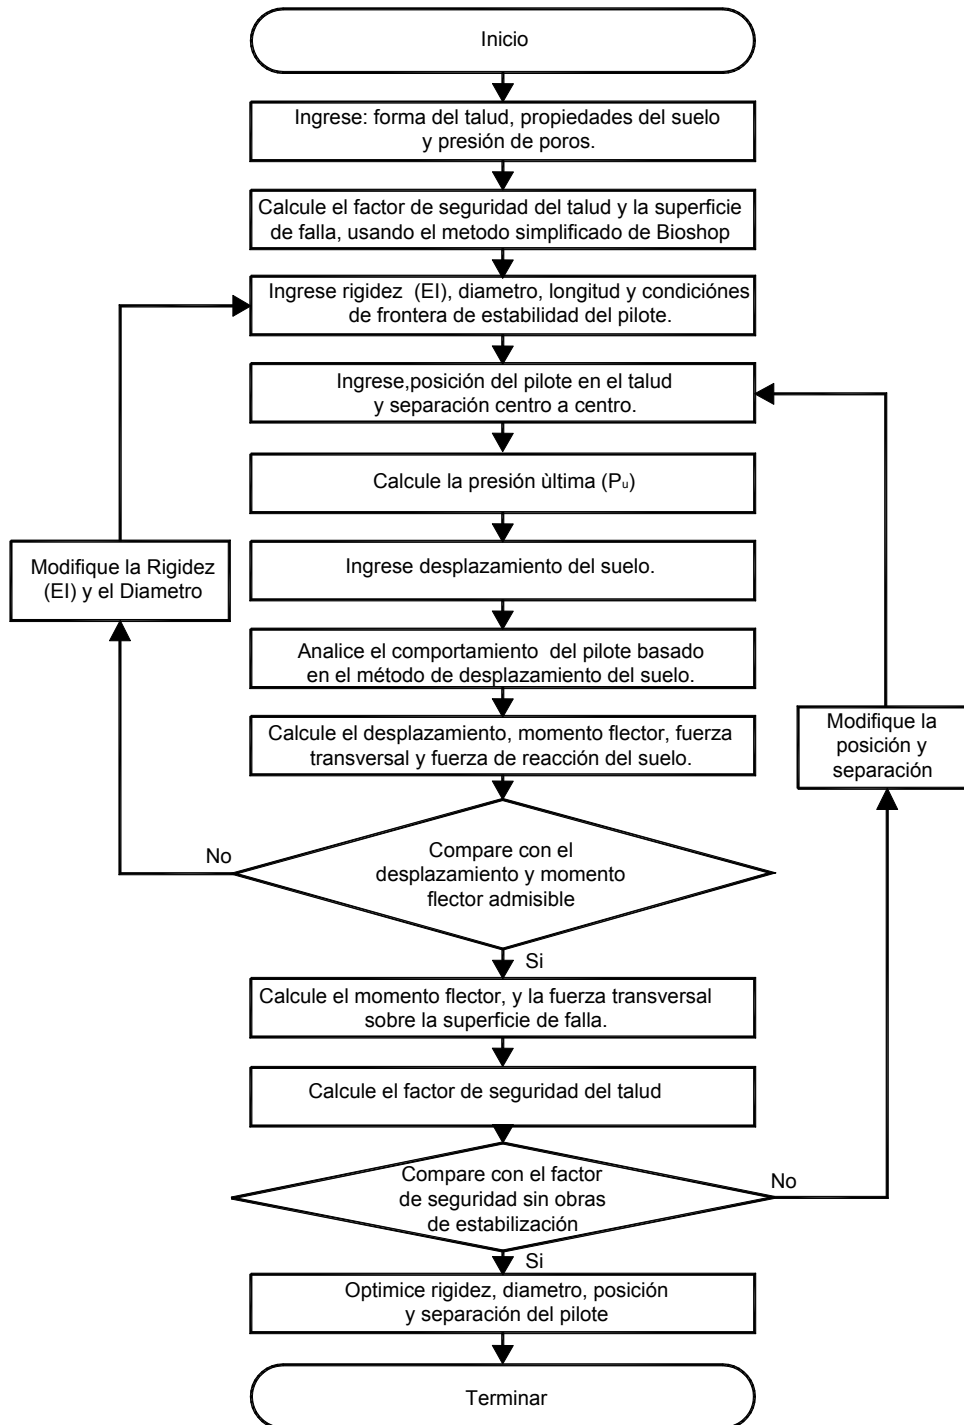 Inicio
Ingrese: forma del talud, propiedades del suelo
y presión de poros.
Calcule el factor de seguridad del talud y la superficie
de falla, usando el metodo simplificado de Bioshop
Ingrese rigidez (EI), diametro, longitud y condiciónes
de frontera de estabilidad del pilote.
Ingrese,posición del pilote en el talud
y separación centro a centro.
Calcule la presión ùltima (Pu)
Modifique la Rigidez
(EI) y el Diametro
Ingrese desplazamiento del suelo.
Analice el comportamiento del pilote basado
en el método de desplazamiento del suelo.
Calcule el desplazamiento, momento flector, fuerza
transversal y fuerza de reacción del suelo.
Modifique la
posición y
separación
No
Compare con el
desplazamiento y momento
flector admisible
Si
Calcule el momento flector, y la fuerza transversal
sobre la superficie de falla.
Calcule el factor de seguridad del talud
Compare con el factor
de seguridad sin obras
de estabilización
No
Si
Optimice rigidez, diametro, posición
y separación del pilote
Terminar